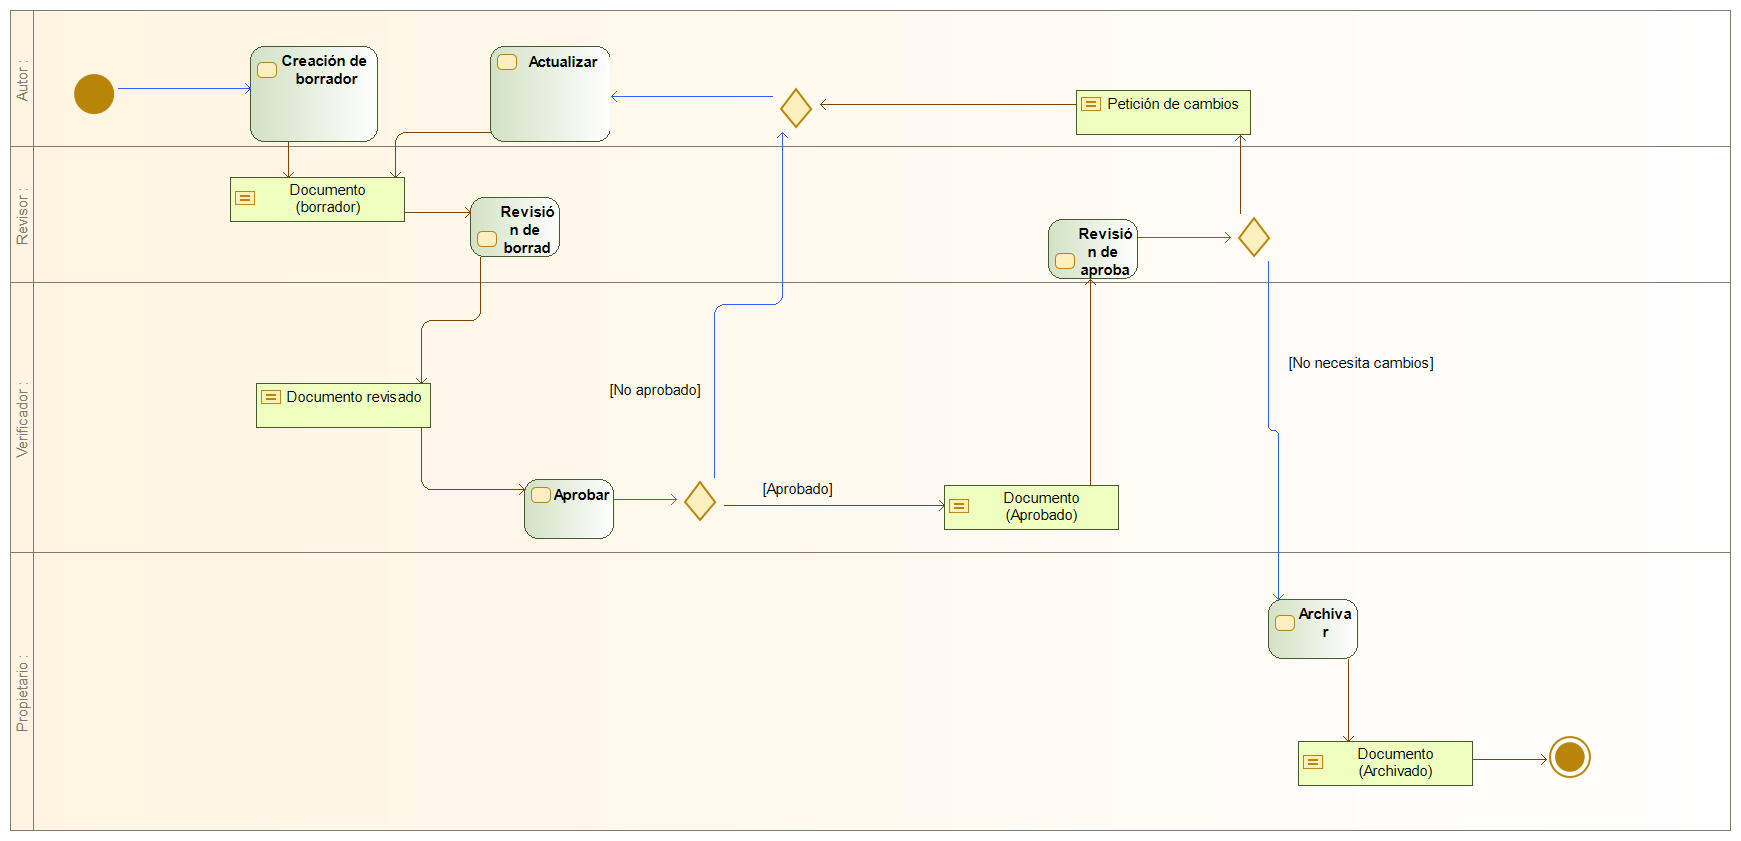 Autor :
Creación de
borrador
Actualizar
Petición de cambios
Revisor :
Documento
(borrador)
Revisió
n de
borrad
Revisió
n de
aproba
Verificador :
[No necesita cambios]
[No aprobado]
Documento revisado
Aprobar
[Aprobado]
Documento
(Aprobado)
Propietario :
Archiva
r
Documento
(Archivado)